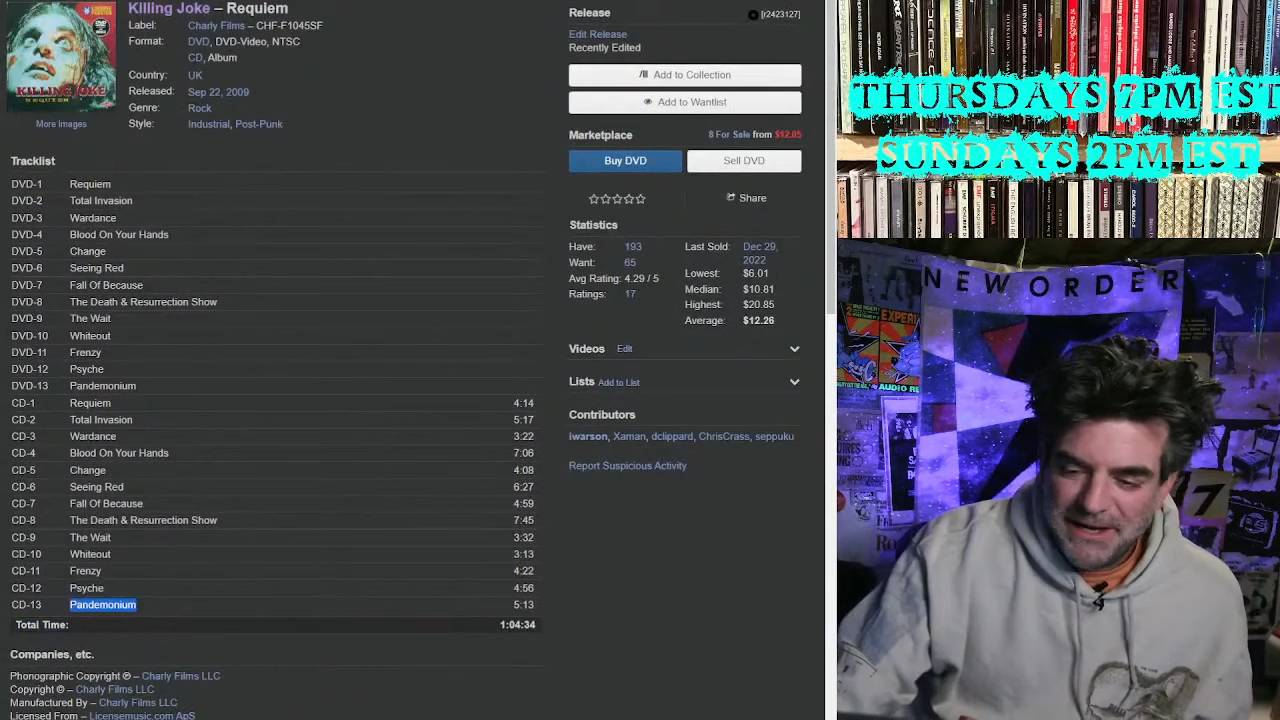 Killing Joke – Requiem
Label: Charly Films – CHF-F1045SF
Format: DVD, DVD-Video, NTSC
CD, Album
Country: UK
Released: Sep 22, 2009
Genre: Rock
Style: Industrial, Post-Punk
KILLING JOKE
REQUIEM
More images
Tracklist
DVD-1 Requiem
DVD-2 Total Invasion
DVD-3 Wardance
DVD-4 Blood On Your Hands
DVD-5 Change
DVD-6 Seeing Red
DVD-7 Fall Of Because
DVD-8 The Death & Resurrection Show
DVD-9 The Wait
DVD-10 Whiteout
DVD-11 Frenzy
DVD-12 Psyche
DVD-13 Pandemonium
CD-1 Requiem 4:14
CD-2 Total Invasion 5:17
CD-3 Wardance 3:22
CD-4 Blood On Your Hands 7:06
CD-5 Change 4:08
CD-6 Seeing Red 6:27
CD-7 Fall Of Because 4:59
CD-8 The Death & Resurrection Show 7:45
CD-9 The Wait 3:32
CD-10 Whiteout 3:13
CD-11 Frenzy 4:22
CD-12 Psyche 4:56
CD-13 Pandemonium 5:13
Total Time: 1:04:34
Companies, etc.
Phonographic Copyright ℗ – Charly Films LLC
Copyright © – Charly Films LLC
Manufactured By – Charly Films LLC
Licensed From – Licensemusic.com ApS
Release [r2423127]
Edit Release
Recently Edited
Add to Collection
Add to Wantlist
Marketplace 8 For Sale from $12.05
Buy DVD Sell DVD
Share
Statistics
Have: 193 Last Sold: Dec 29, 2022
Want: 65 Lowest: $6.01
Avg Rating: 4.29 / 5 Median: $10.81
Ratings: 17 Highest: $20.85
Average: $12.26
Videos Edit
Lists Add to List
Contributors
iwarson, Xaman, dclippard, ChrisCrass, seppuku
Report Suspicious Activity
THURSDAYS 7PM EST
SUNDAYS 2PM EST
NEW ORDER
EXPERI
AUDIO RE
7